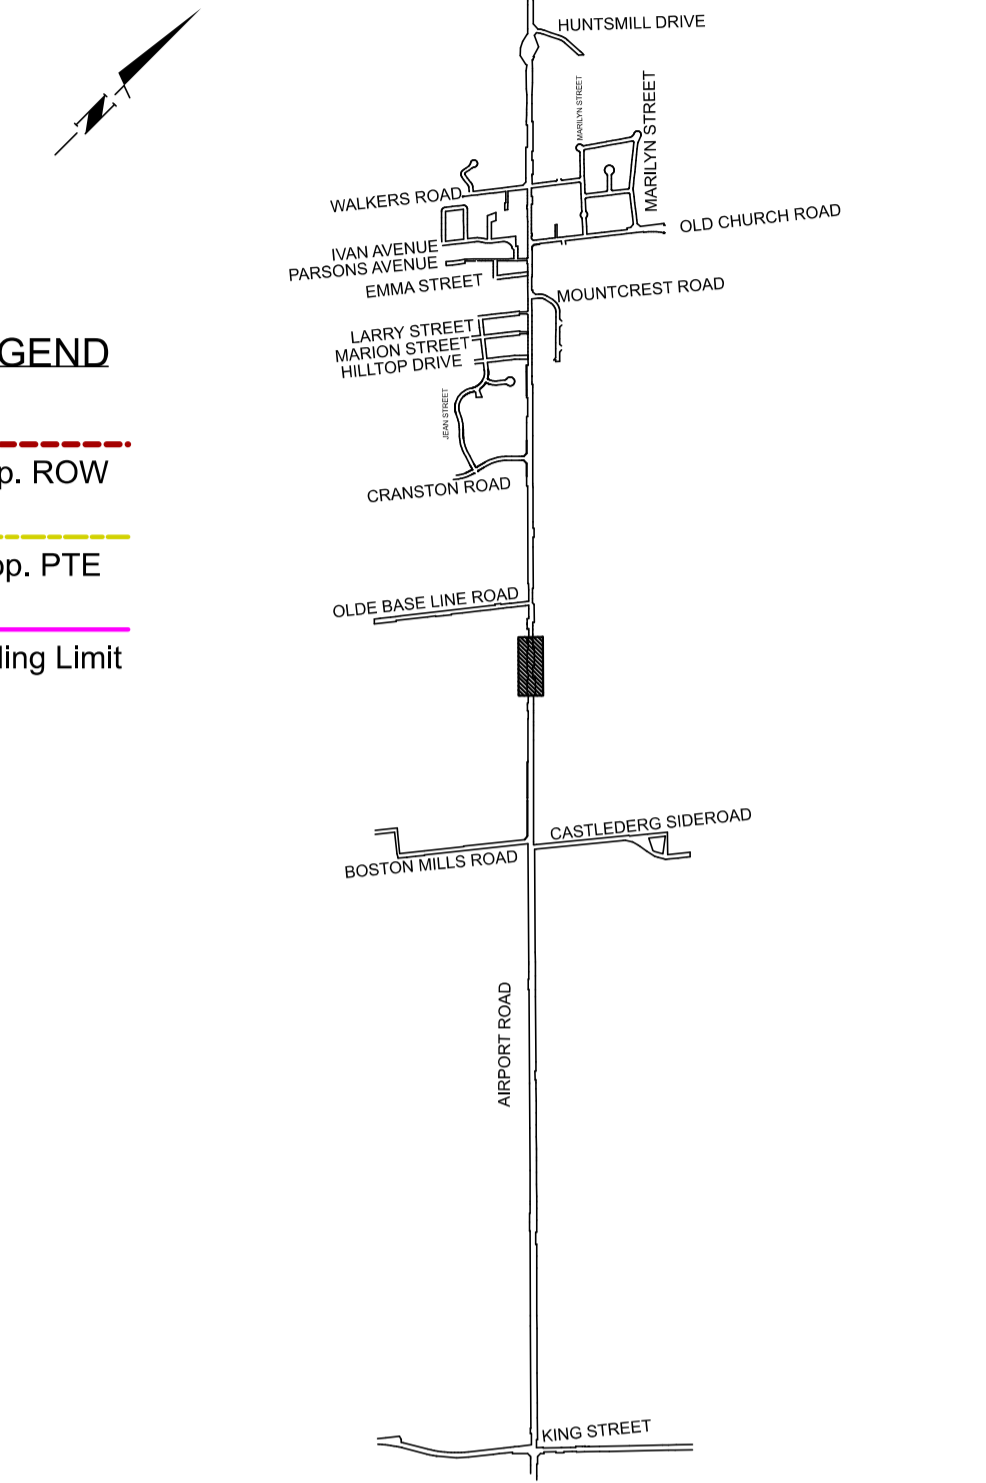 HUNTSMILL DRIVE
MARILYN STREET
MARILYN STREET
WALKERS ROAD
OLD CHURCH ROAD
IVAN AVENUE
PARSONS AVENUE
EMMA STREET
MOUNTCREST ROAD
LARRY STREET
MARION STREET
HILLTOP DRIVE
JEAN STREET
CRANSTON ROAD
OLDE BASE LINE ROAD
CASTLEDERG SIDEROAD
BOSTON MILLS ROAD
AIRPORT ROAD
KING STREET
N
GEND
p. ROW
op. PTE
ling Limit